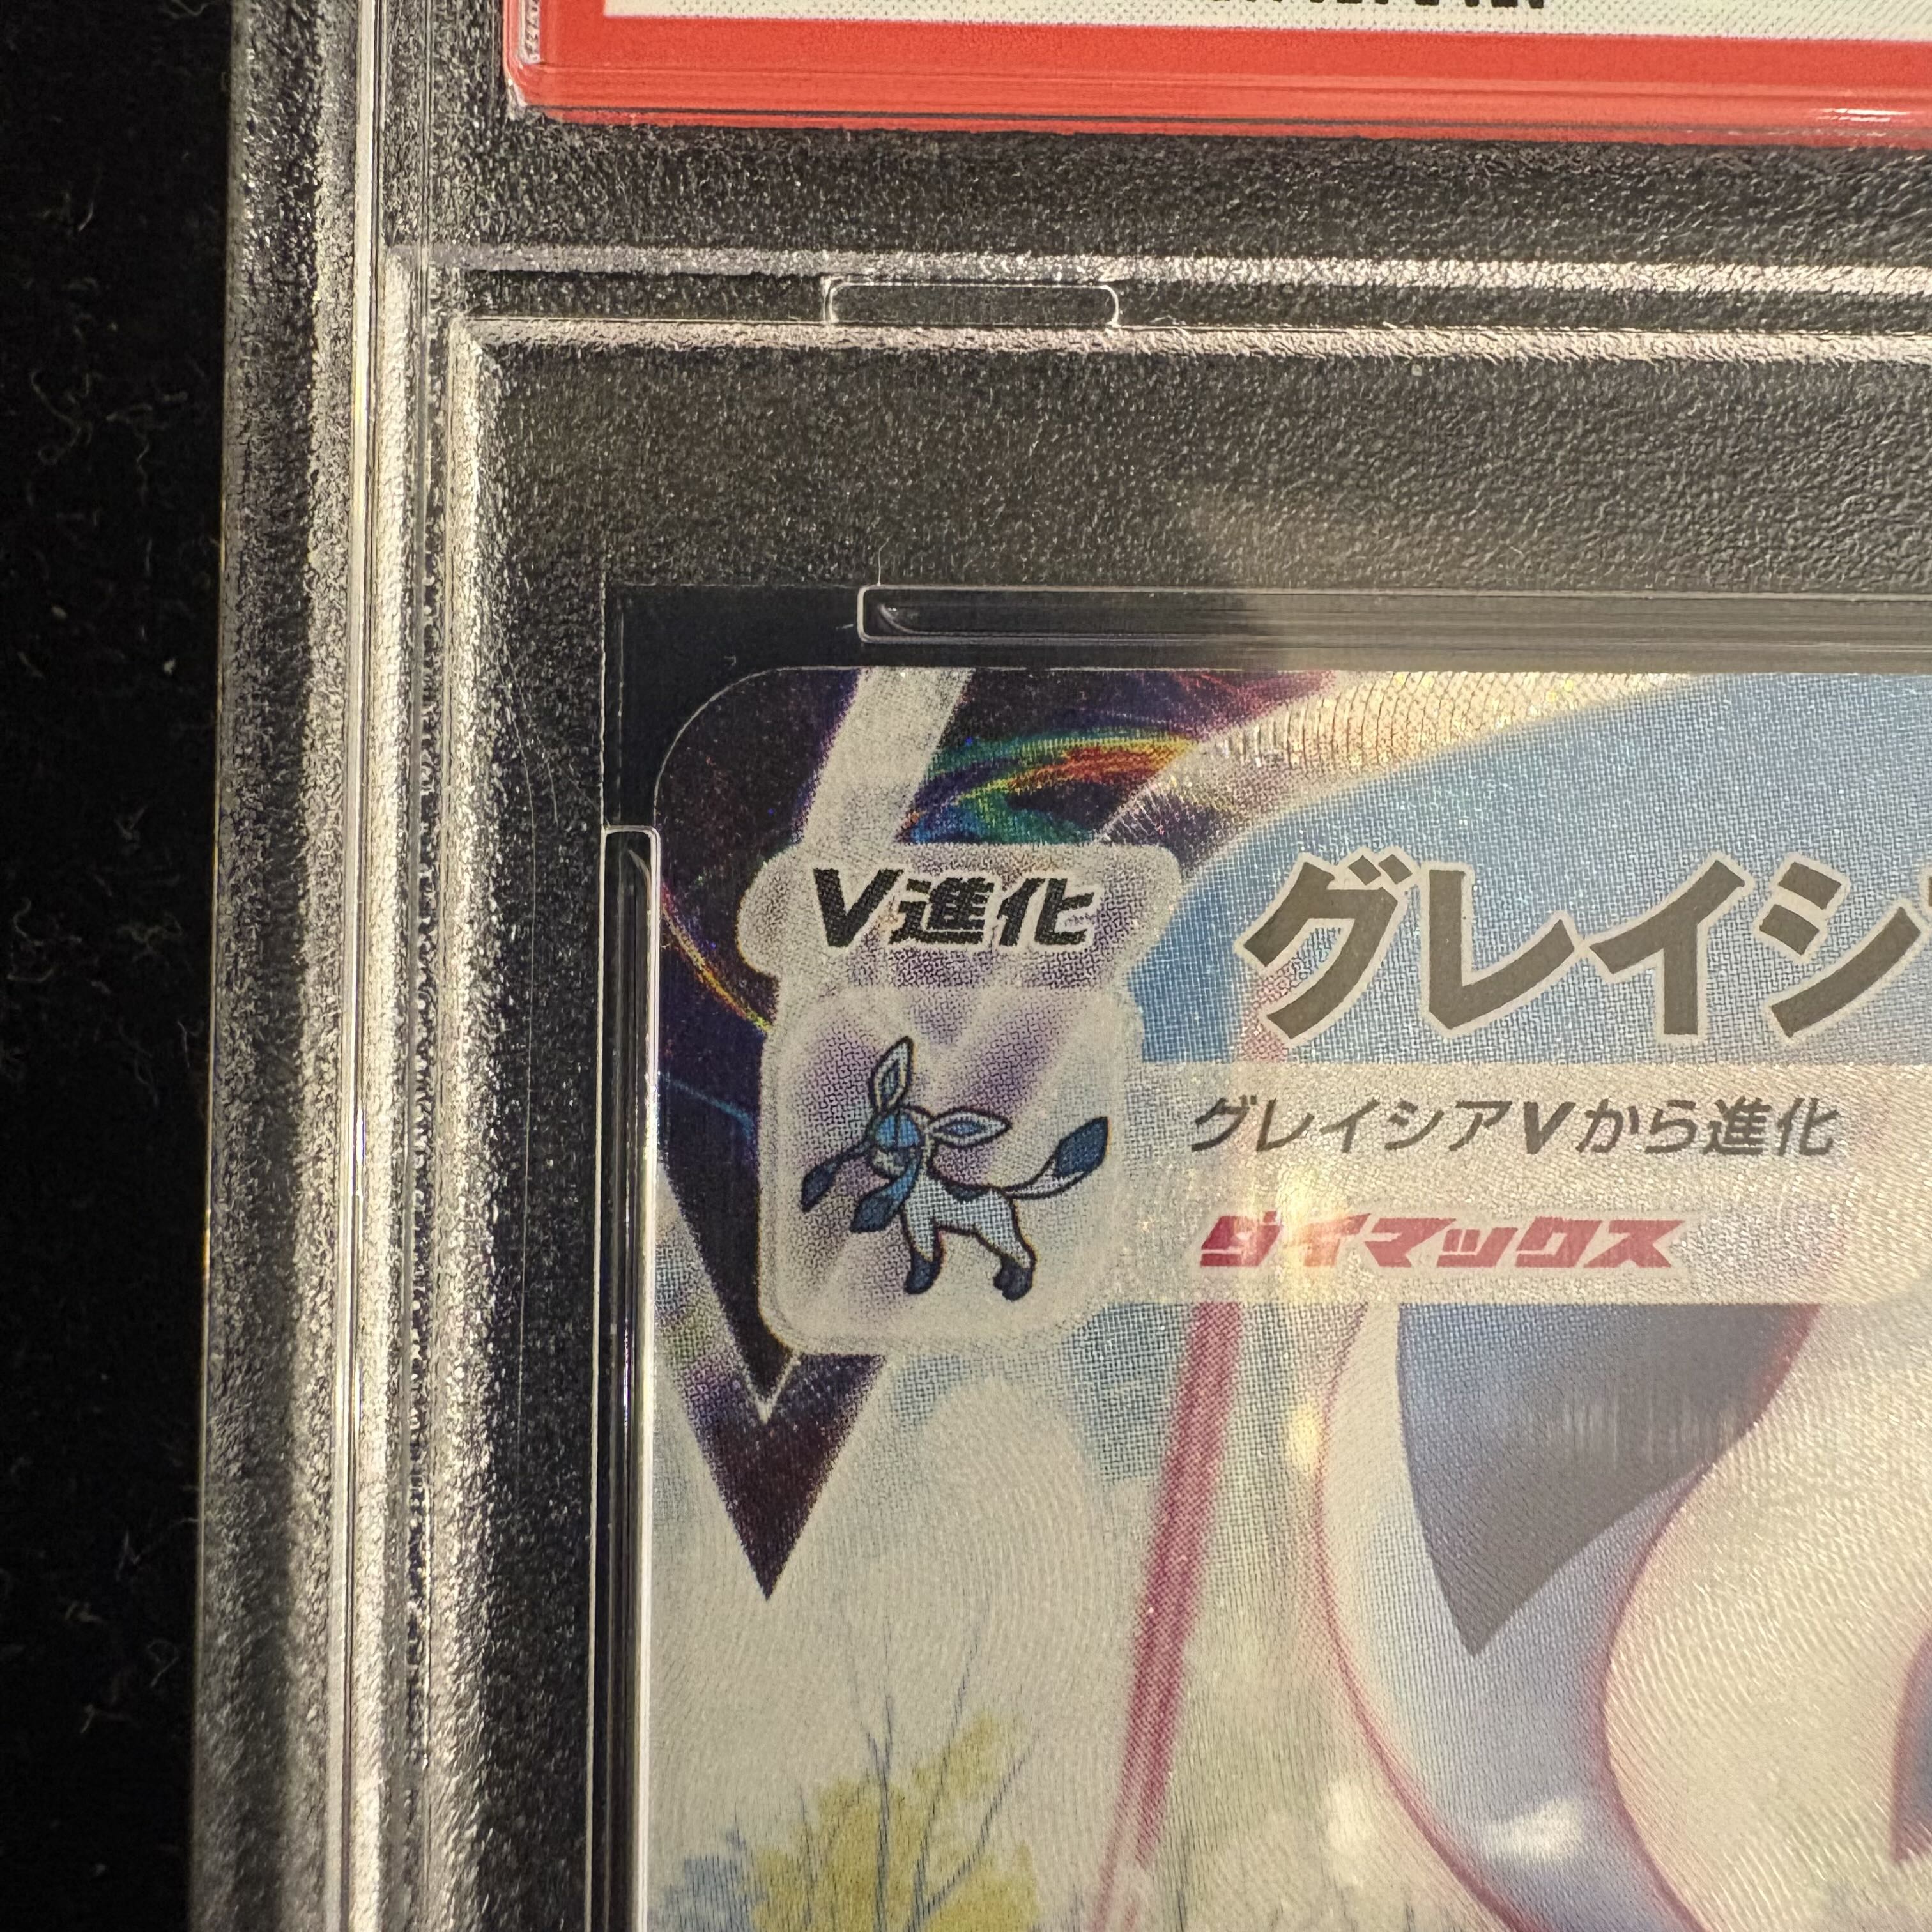 V進化
グレイシ
グレイシアVから進化
ダイマックス